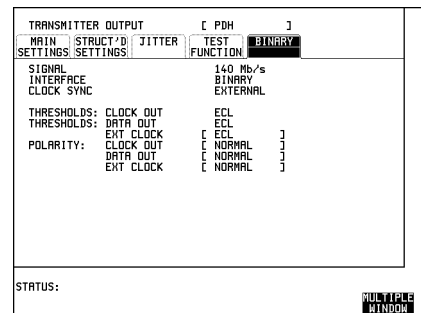 TRANSMITTER OUTPUT [ PDH ]
MAIN SETTINGS STRUCT'D SETTINGS JITTER TEST FUNCTION BINARY
SIGNAL 140 Mb/s
INTERFACE BINARY
CLOCK SYNC EXTERNAL
THRESHOLDS: CLOCK OUT ECL
THRESHOLDS: DATA OUT ECL
EXT CLOCK [ ECL ]
POLARITY: CLOCK OUT [ NORMAL ]
DATA OUT [ NORMAL ]
EXT CLOCK [ NORMAL ]
STATUS:
MULTIPLE
WINDOW